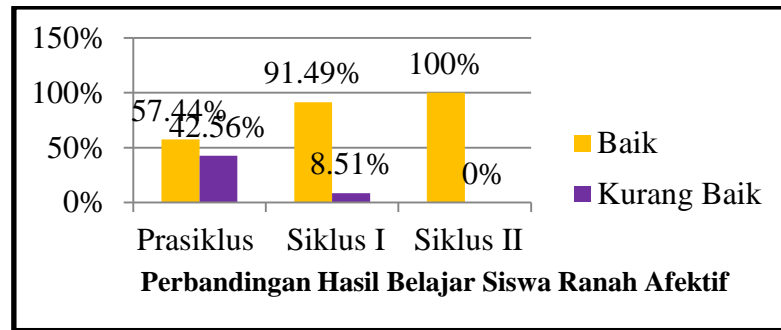 150%
100%
50%
0%
57.44%
42.56%
91.49%
8.51%
100%
0%
Prasiklus Siklus I Siklus II
Baik
Kurang Baik
Perbandingan Hasil Belajar Siswa Ranah Afektif